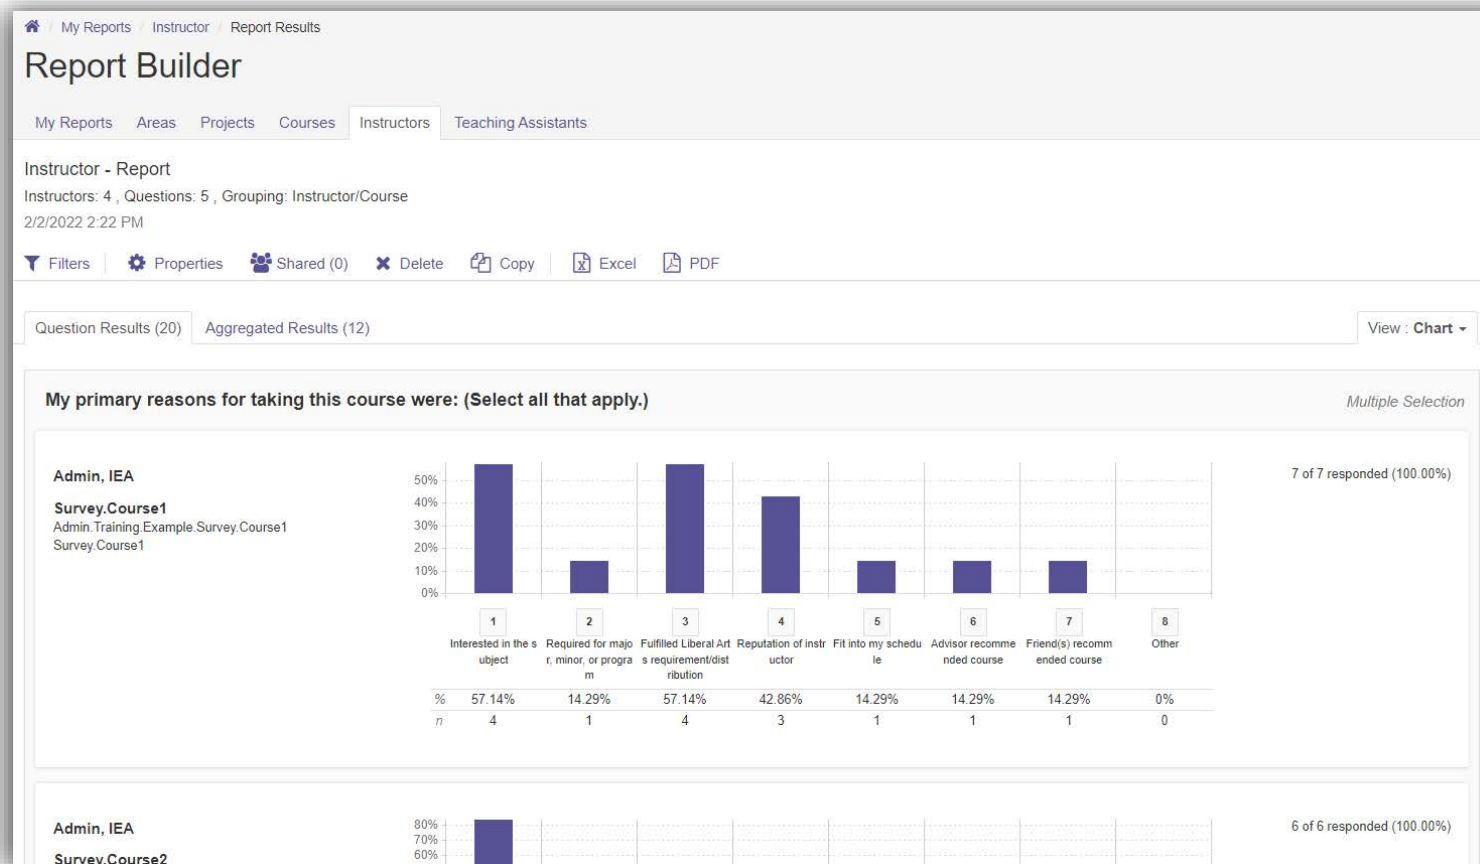 My Reports / Instructor / Report Results
Report Builder
My Reports Areas Projects Courses Instructors Teaching Assistants
Instructor - Report
Instructors: 4 , Questions: 5 , Grouping: Instructor/Course
2/2/2022 2:22 PM
Filters Properties Shared (0) Delete Copy Excel PDF
Question Results (20) Aggregated Results (12) View : Chart
My primary reasons for taking this course were: (Select all that apply.) Multiple Selection
Admin, IEA
Survey.Course1
Admin.Training.Example.Survey.Course1
Survey.Course1
50%
40%
30%
20%
10%
0%
7 of 7 responded (100.00%)
1 2 3 4 5 6 7 8
Interested in the s Required for majo Fulfilled Liberal Art Reputation of instr Fit into my schedu Advisor recomme Friend(s) recomm Other
ubject r, minor, or progra s requirement/dist uctor le nded course ended course
m ribution
% 57.14% 14.29% 57.14% 42.86% 14.29% 14.29% 14.29% 0%
n 4 1 4 3 1 1 1 0
Admin, IEA
Survey.Course2
80%
70%
60%
6 of 6 responded (100.00%)